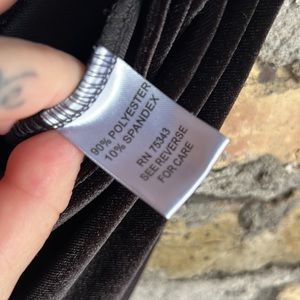 90% POLYESTER
10% SPANDEX
RN 75343
SEE REVERSE
FOR CARE